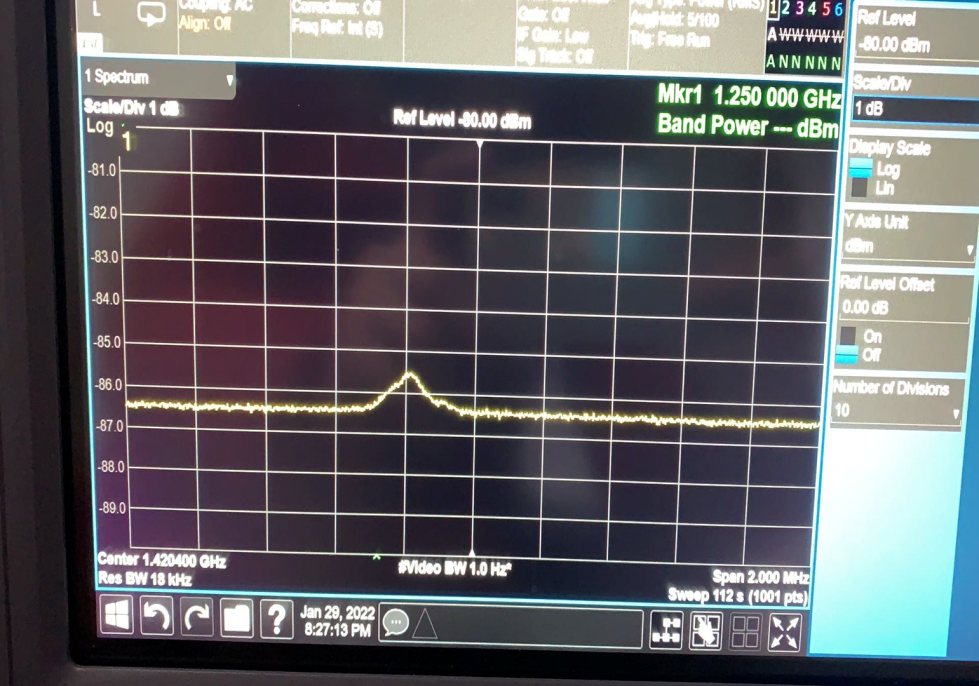 L
Coupling: AC
Align: Off
Corrections: Off
Freq Ref: Int (S)
Gain: Off
IF Gain: Low
Sig Track: Off
Avg Type: Power (RMS)
Avg|Hold: 5/100
Trig: Free Run
1 2 3 4 5 6
A W W W W W
A N N N N N
1 Spectrum
Scale/Div 1 dB
Log
Ref Level -80.00 dBm
Mkr1 1.250 000 GHz
Band Power --- dBm
1
-81.0
-82.0
-83.0
-84.0
-85.0
-86.0
-87.0
-88.0
-89.0
Center 1.420400 GHz
Res BW 18 kHz
#Video BW 1.0 Hz*
Span 2.000 MHz
Sweep 112 s (1001 pts)
Jan 29, 2022
8:27:13 PM
?
Ref Level
-80.00 dBm
Scale/Div
1 dB
Display Scale
Log
Lin
Y Axis Unit
dBm
Ref Level Offset
0.00 dB
On
Off
Number of Divisions
10